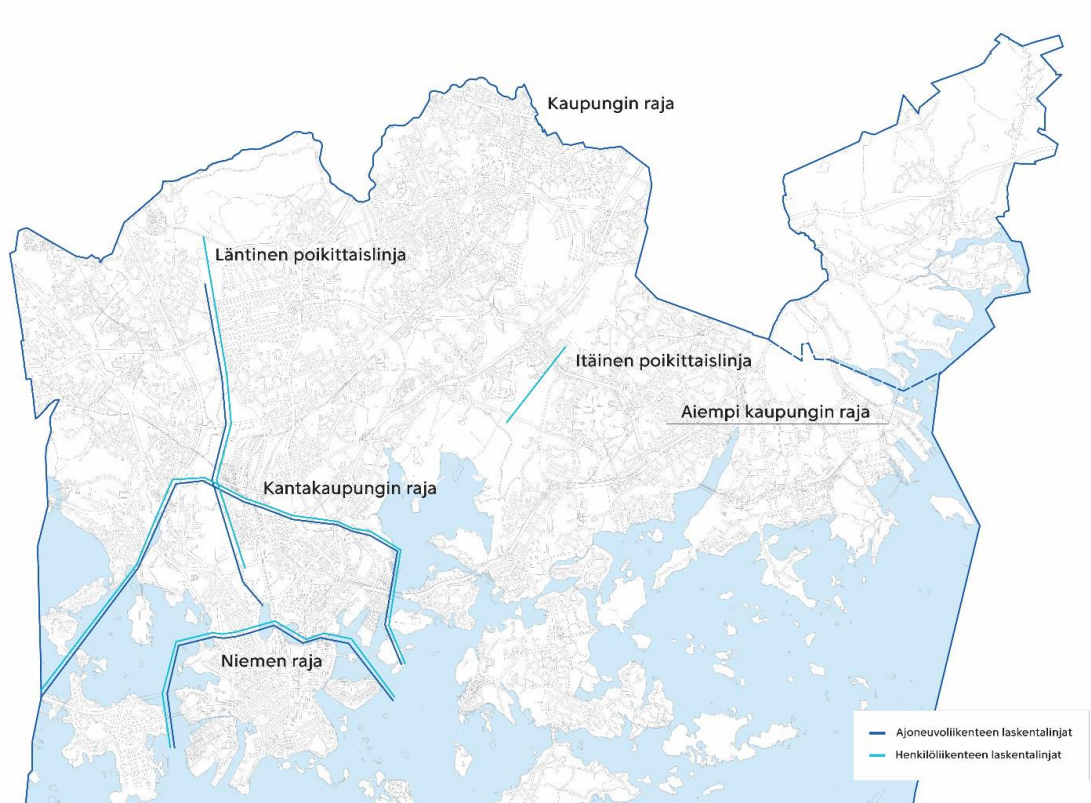 Kaupungin raja
Läntinen poikittaislinja
Itäinen poikittaislinja
Aiempi kaupungin raja
Kantakaupungin raja
Niemen raja
Ajoneuvoliikenteen laskentalinjat
Henkilöliikenteen laskentalinjat